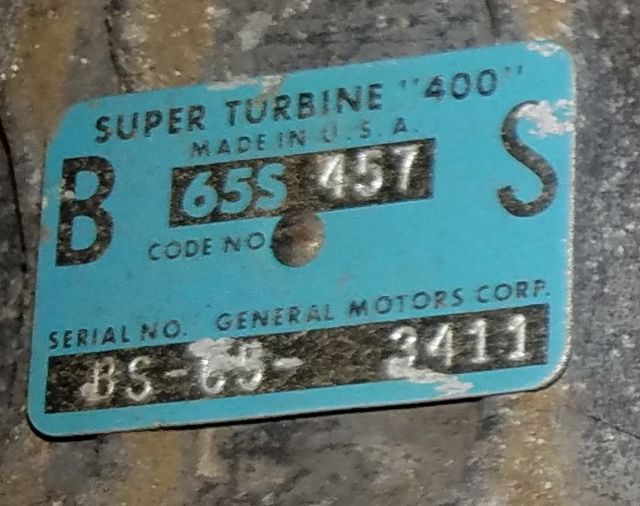 SUPER TURBINE "400"
MADE IN U.S.A.
B 65S 457 S
CODE NO.
SERIAL NO. GENERAL MOTORS CORP.
BS-65- 3411